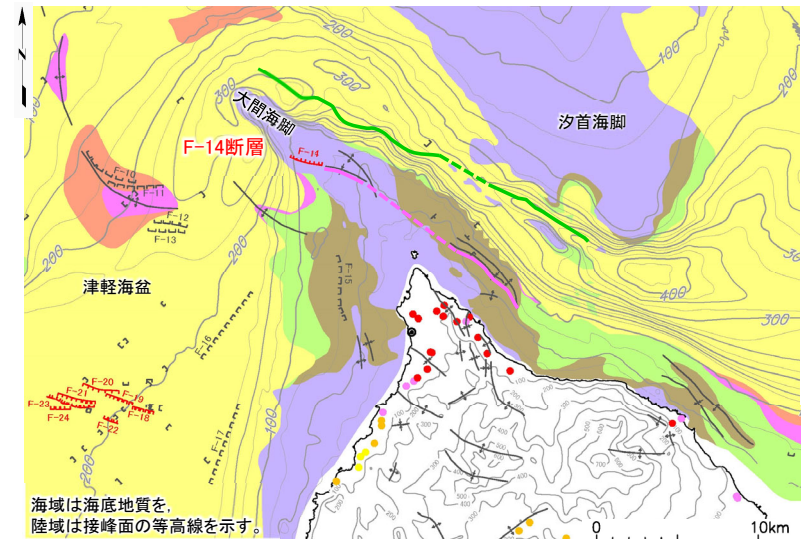 N
200
200
300
300
100
大間海脚
汐首海脚
F-14断層
F-14
F-10
F-11
F-12
F-13
200
200
津軽海盆
F-15
400
300
F-16
F-20
F-21
F-19
F-23
F-24
F-18
F-22
F-17
200
100
海域は海底地質を,
陸域は接峰面の等高線を示す。
0
10km